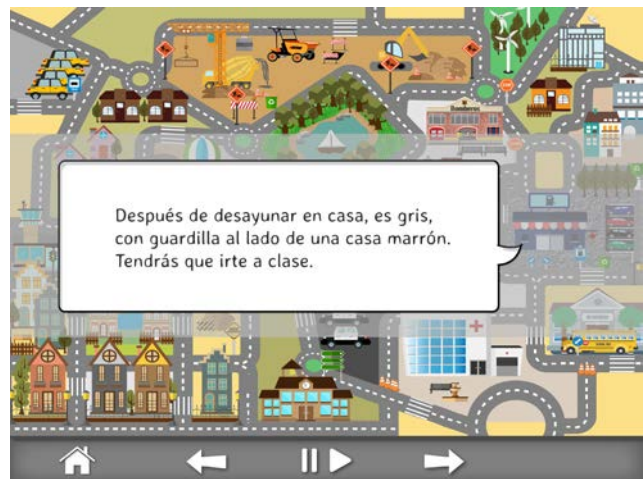 Bomberos
Después de desayunar en casa, es gris,
con guardilla al lado de una casa marrón.
Tendrás que irte a clase.